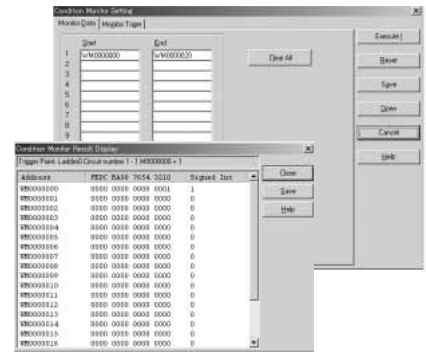 Condition Monitor Setting
Monitor Data | Monitor Triger
Start End
1 WM0000000 WM0000020
2
3
4
5
6
7
8
9
Clear All
Execute!
Reset
Save
Open
Cancel
Help
Condition Monitor Result Display
Trigger Point: Ladder0 Circuit number 1 - 1 M0000000 = 1
Address FEDC BA98 7654 3210 Signed Int
WM0000000 0000 0000 0000 0001 1
WM0000001 0000 0000 0000 0000 0
WM0000002 0000 0000 0000 0000 0
WM0000003 0000 0000 0000 0000 0
WM0000004 0000 0000 0000 0000 0
WM0000005 0000 0000 0000 0000 0
WM0000006 0000 0000 0000 0000 0
WM0000007 0000 0000 0000 0000 0
WM0000008 0000 0000 0000 0000 0
WM0000009 0000 0000 0000 0000 0
WM0000010 0000 0000 0000 0000 0
WM0000011 0000 0000 0000 0000 0
WM0000012 0000 0000 0000 0000 0
WM0000013 0000 0000 0000 0000 0
WM0000014 0000 0000 0000 0000 0
WM0000015 0000 0000 0000 0000 0
WM0000016 0000 0000 0000 0000 0
Close
Save
Help